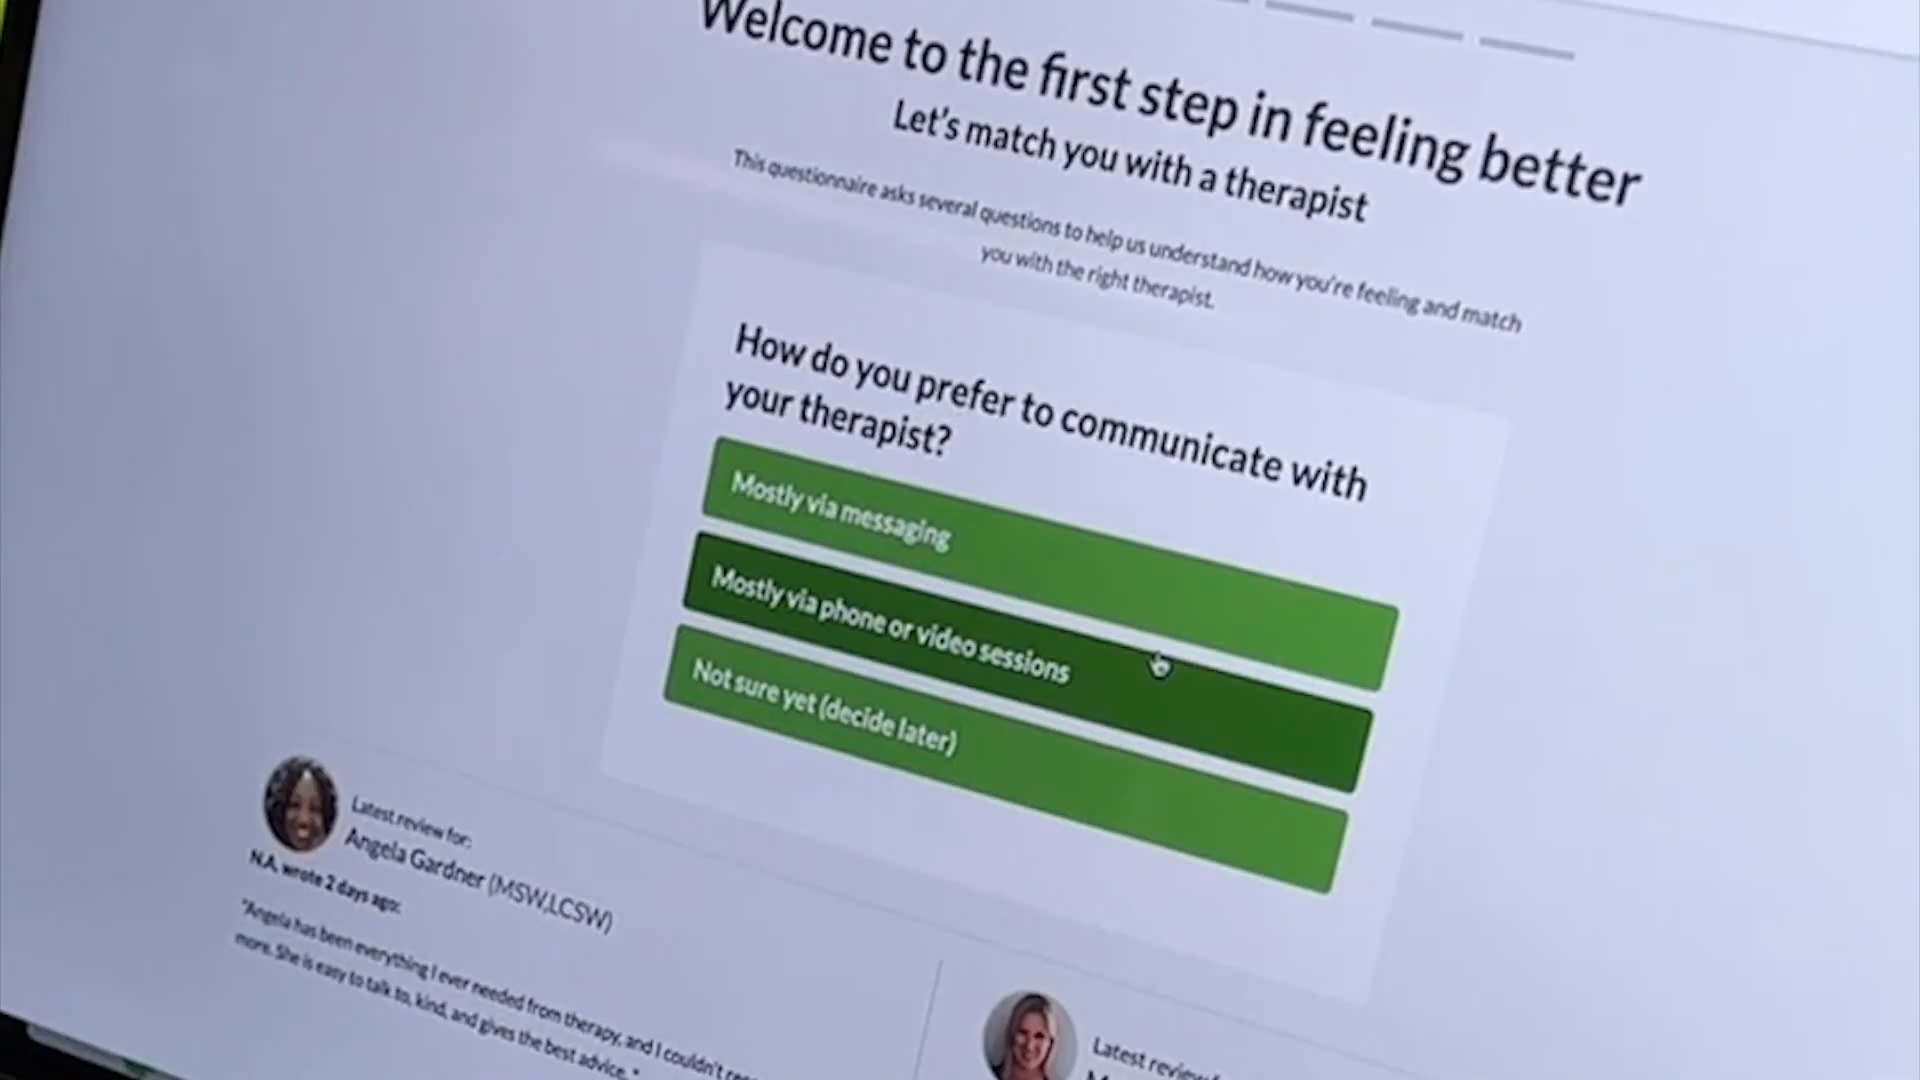 Welcome to the first step in feeling better
Let's match you with a therapist
This questionnaire asks several questions to help us understand how you're feeling and match
you with the right therapist.
How do you prefer to communicate with
your therapist?
Mostly via messaging
Mostly via phone or video sessions
Not sure yet (decide later)
Latest review for:
Angela Gardner (MSW,LCSW)
N.A. wrote 2 days ago:
"Angela has been everything I ever needed from therapy, and I couldn't
more. She is easy to talk to, kind, and gives the best advice."
Latest review